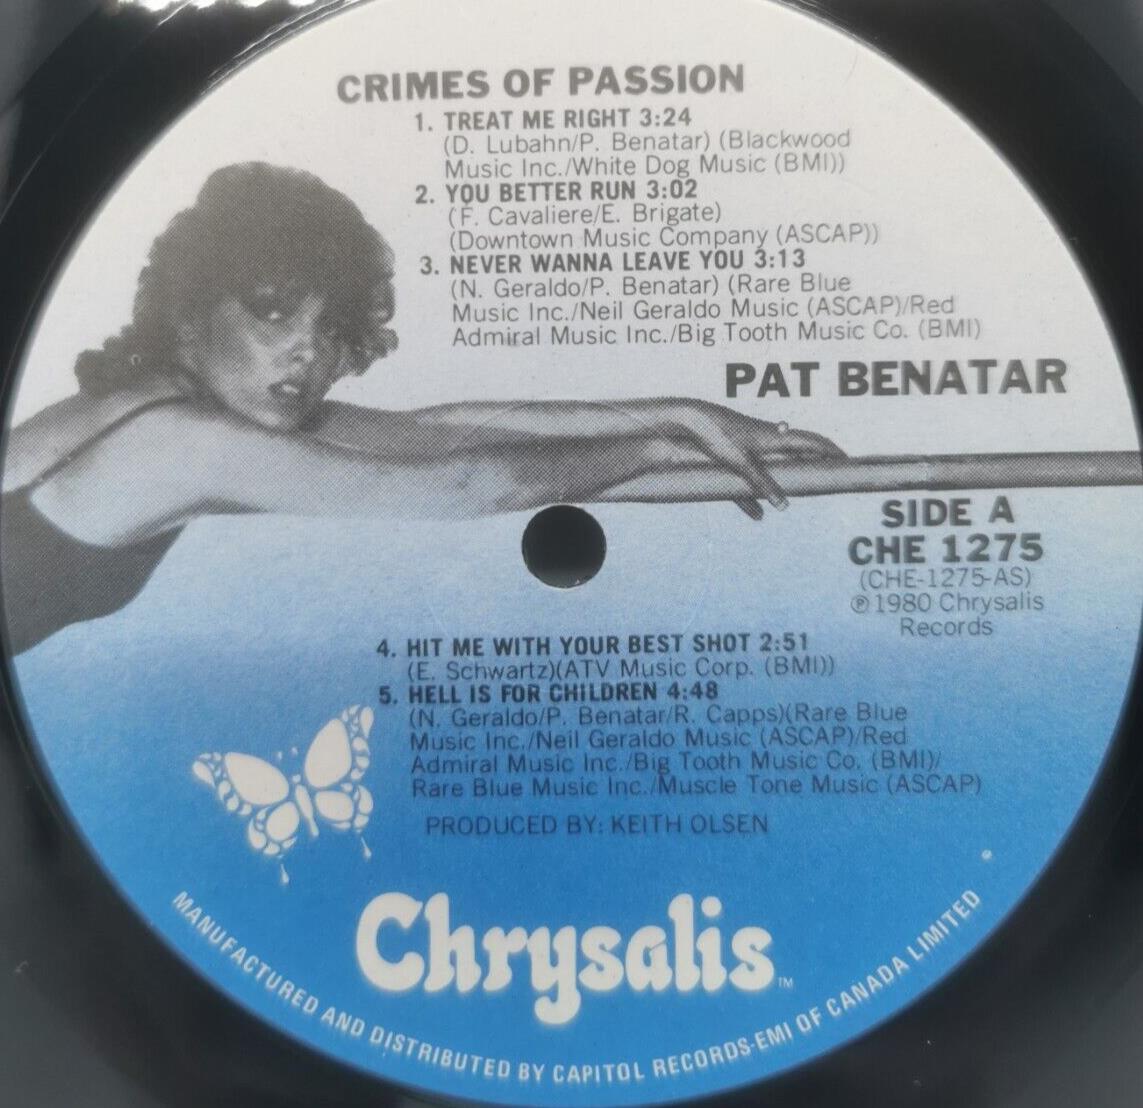 CRIMES OF PASSION
1. TREAT ME RIGHT 3:24
(D. Lubahn/P. Benatar) (Blackwood
Music Inc./White Dog Music (BMI))
2. YOU BETTER RUN 3:02
(F. Cavaliere/E. Brigate)
(Downtown Music Company (ASCAP))
3. NEVER WANNA LEAVE YOU 3:13
(N. Geraldo/P. Benatar) (Rare Blue
Music Inc./Neil Geraldo Music (ASCAP)/Red
Admiral Music Inc./Big Tooth Music Co. (BMI)
PAT BENATAR
SIDE A
CHE 1275
(CHE-1275-AS)
℗1980 Chrysalis
Records
4. HIT ME WITH YOUR BEST SHOT 2:51
(E. Schwartz)(ATV Music Corp. (BMI))
5. HELL IS FOR CHILDREN 4:48
(N. Geraldo/P. Benatar/R. Capps)(Rare Blue
Music Inc./Neil Geraldo Music (ASCAP)/Red
Admiral Music Inc./Big Tooth Music Co. (BMI)/
Rare Blue Music Inc./Muscle Tone Music (ASCAP)
PRODUCED BY: KEITH OLSEN
Chrysalis™
MANUFACTURED AND DISTRIBUTED BY CAPITOL RECORDS-EMI OF CANADA LIMITED